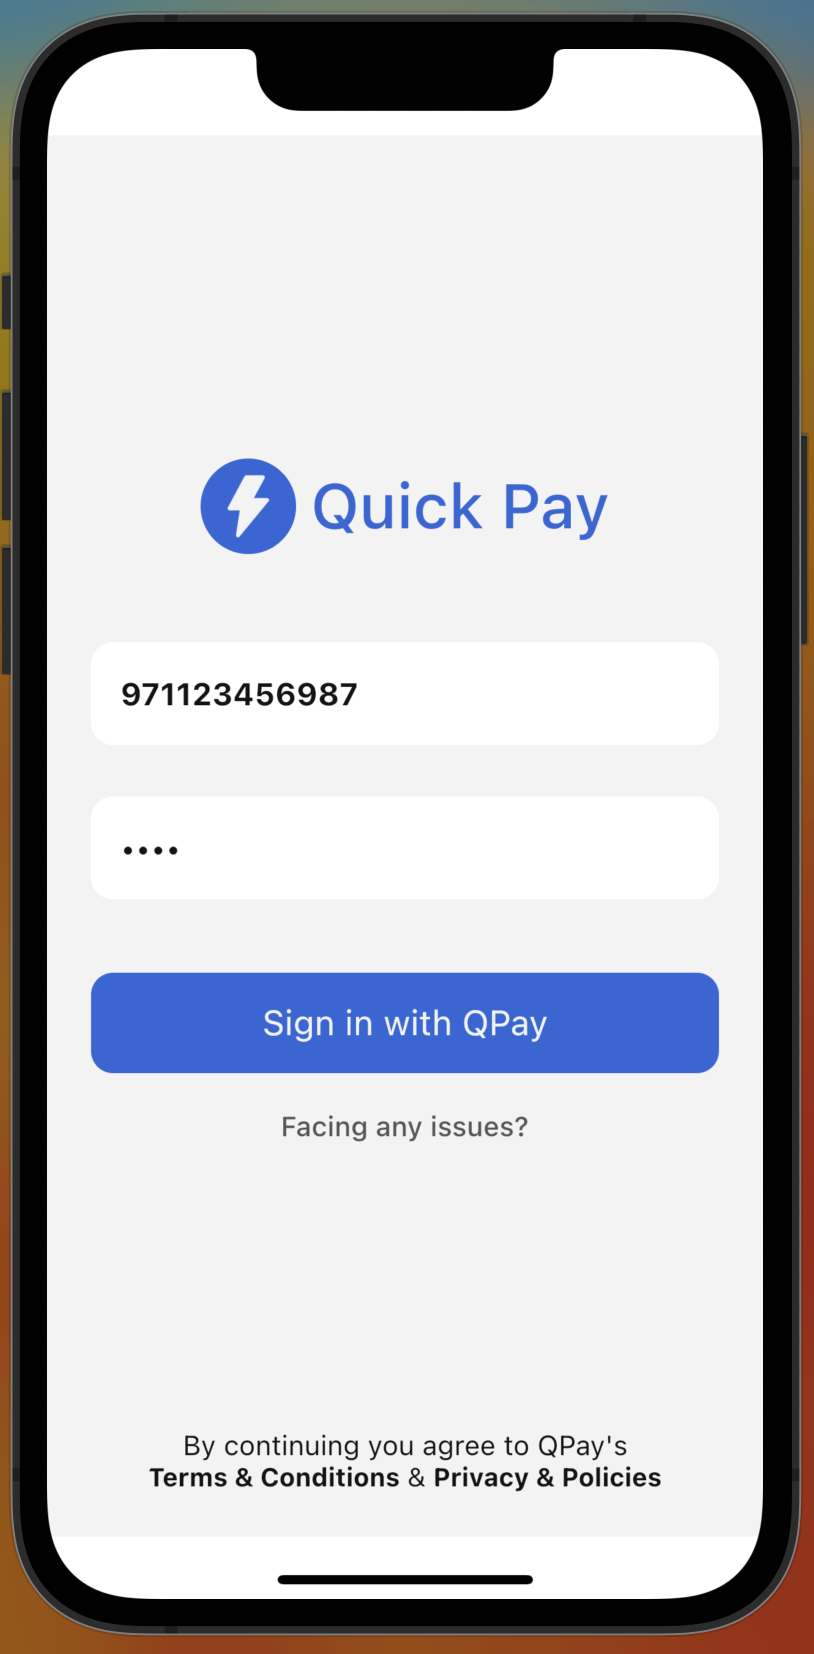 Quick Pay
971123456987
••••
Sign in with QPay
Facing any issues?
By continuing you agree to QPay's
Terms & Conditions & Privacy & Policies